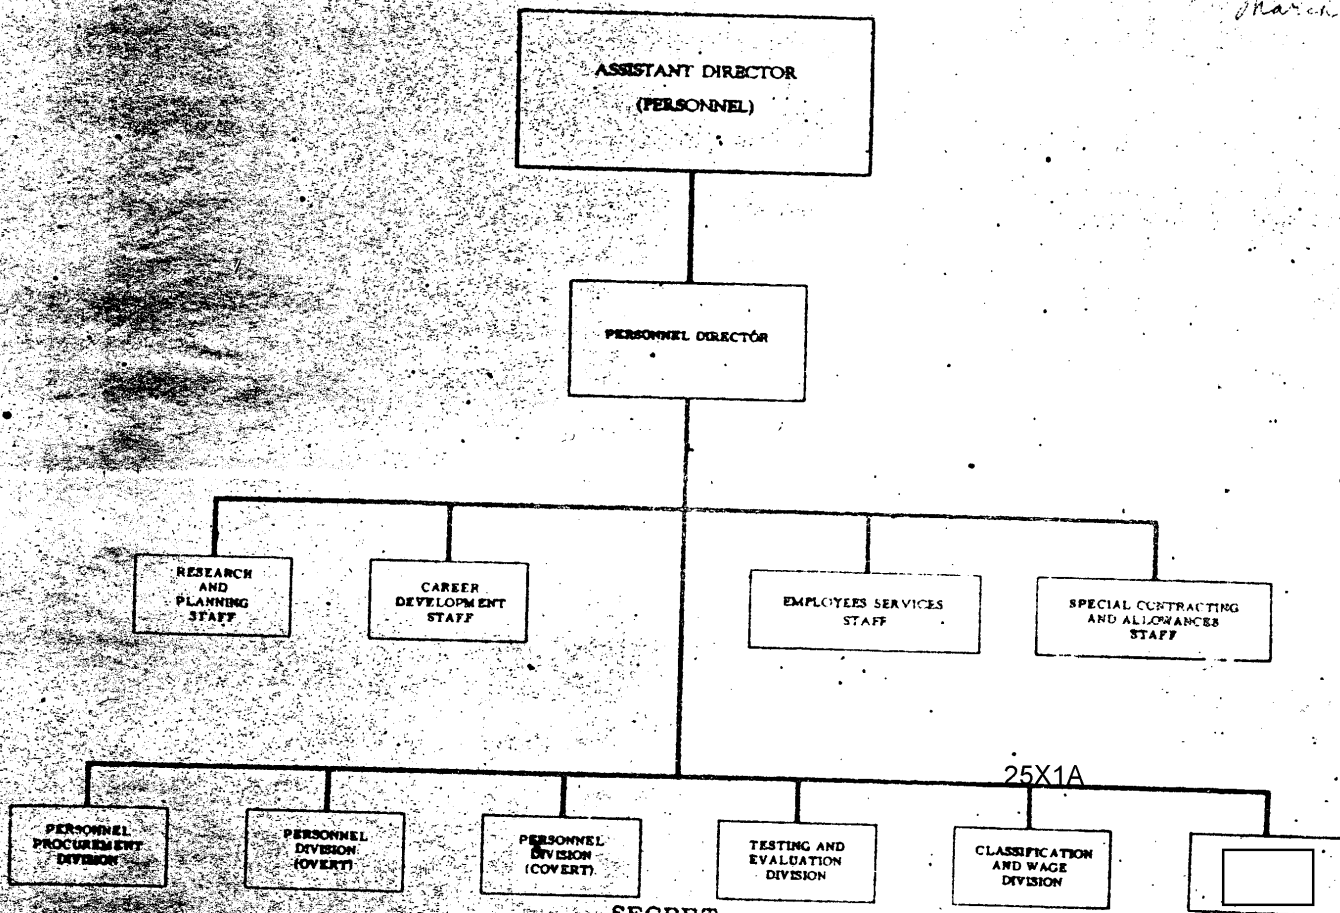 March
ASSISTANT DIRECTOR
(PERSONNEL)
PERSONNEL DIRECTOR
RESEARCH
AND
PLANNING
STAFF
CAREER
DEVELOPMENT
STAFF
EMPLOYEES SERVICES
STAFF
SPECIAL CONTRACTING
AND ALLOWANCES
STAFF
25X1A
PERSONNEL
PROCUREMENT
DIVISION
PERSONNEL
DIVISION
(OVERT)
PERSONNEL
DIVISION
(COVERT)
TESTING AND
EVALUATION
DIVISION
CLASSIFICATION
AND WAGE
DIVISION
SECRET